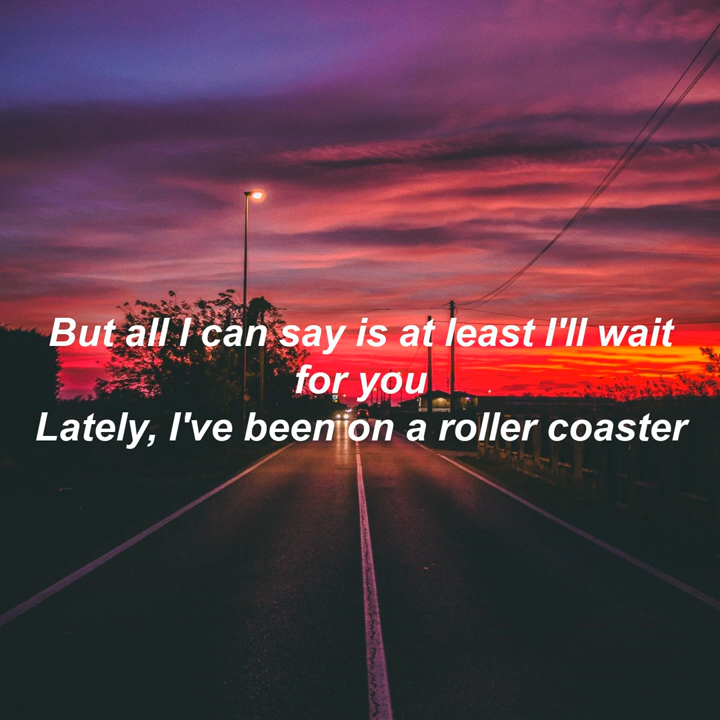 But all I can say is at least I'll wait
for you
Lately, I've been on a roller coaster